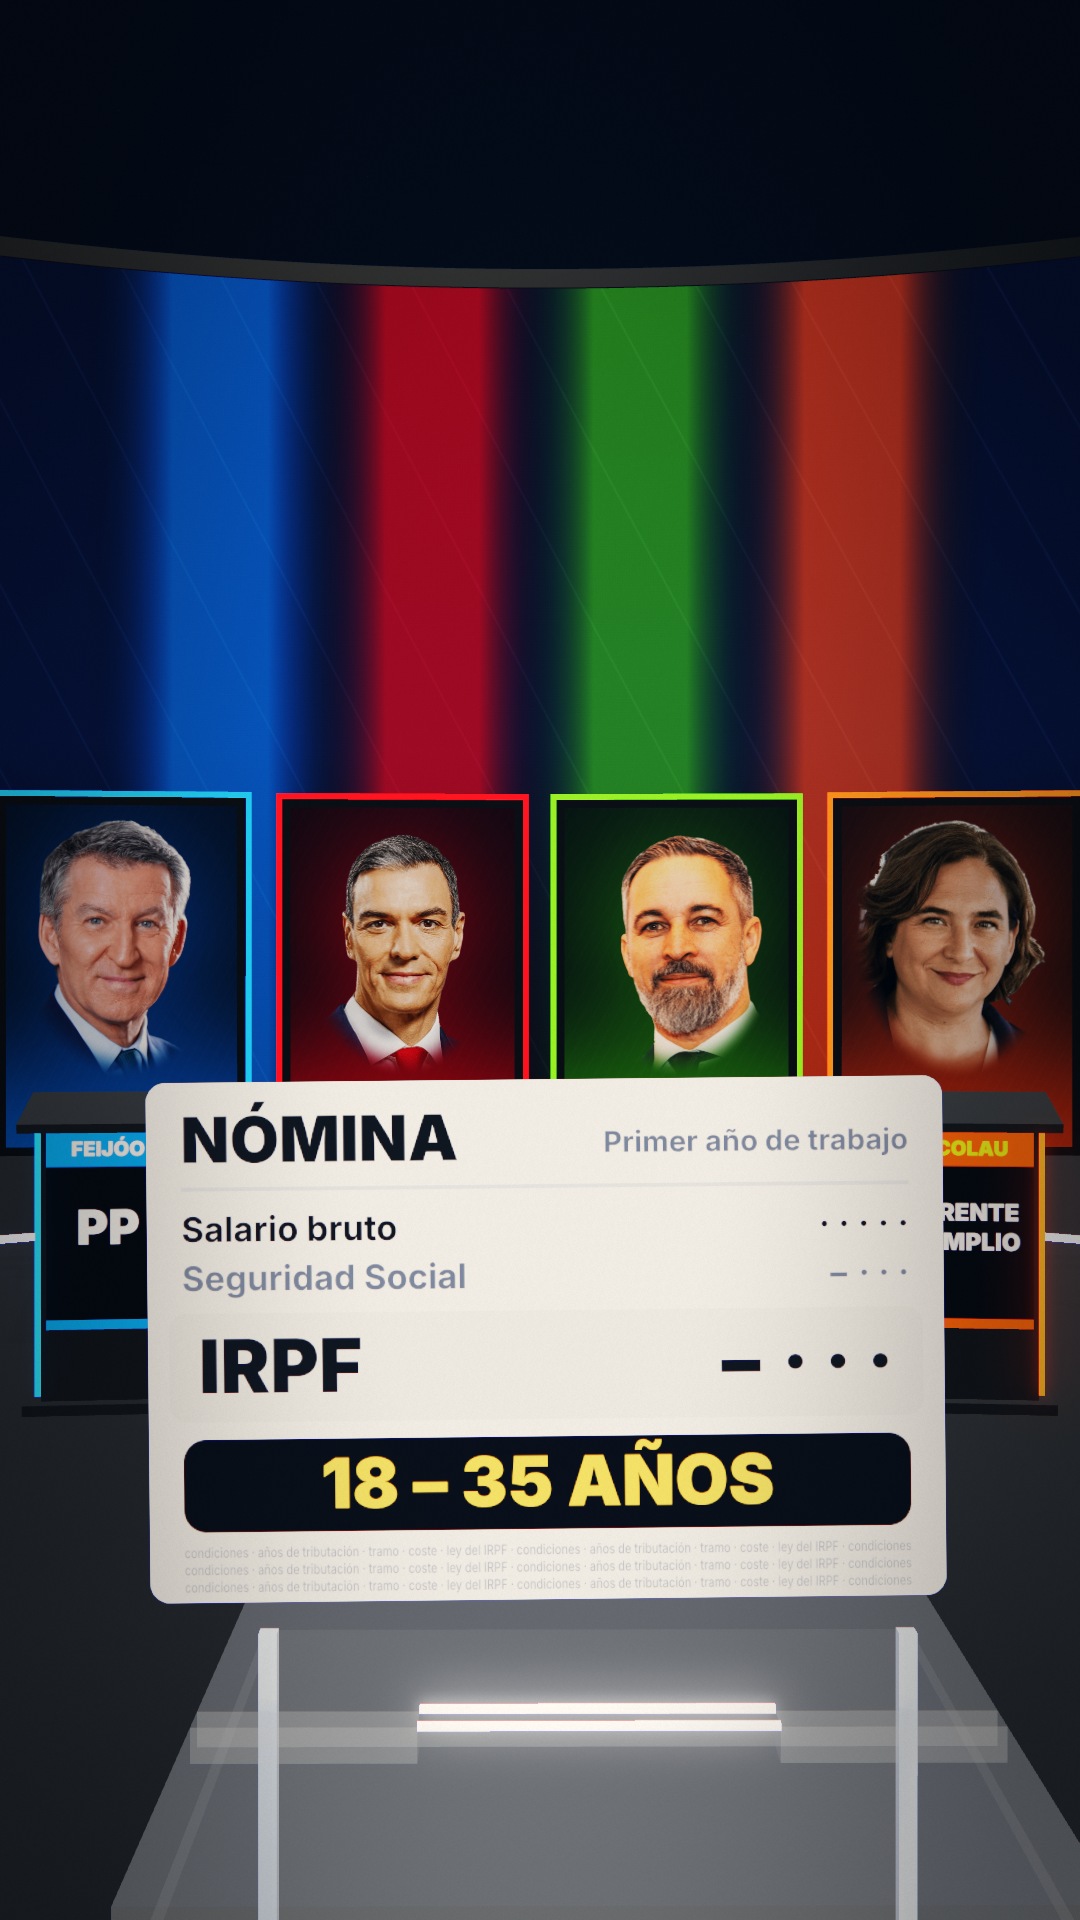 FEIJÓO
PP
COLAU
RENTE
MPLIO
NÓMINA
Primer año de trabajo
Salario bruto
· · · · ·
Seguridad Social
– · · ·
IRPF
– • • •
18 – 35 AÑOS
condiciones · años de tributación · tramo · coste · ley del IRPF · condiciones · años de tributación · tramo · coste · ley del IRPF · condiciones
condiciones · años de tributación · tramo · coste · ley del IRPF · condiciones · años de tributación · tramo · coste · ley del IRPF · condiciones
condiciones · años de tributación · tramo · coste · ley del IRPF · condiciones · años de tributación · tramo · coste · ley del IRPF · condiciones